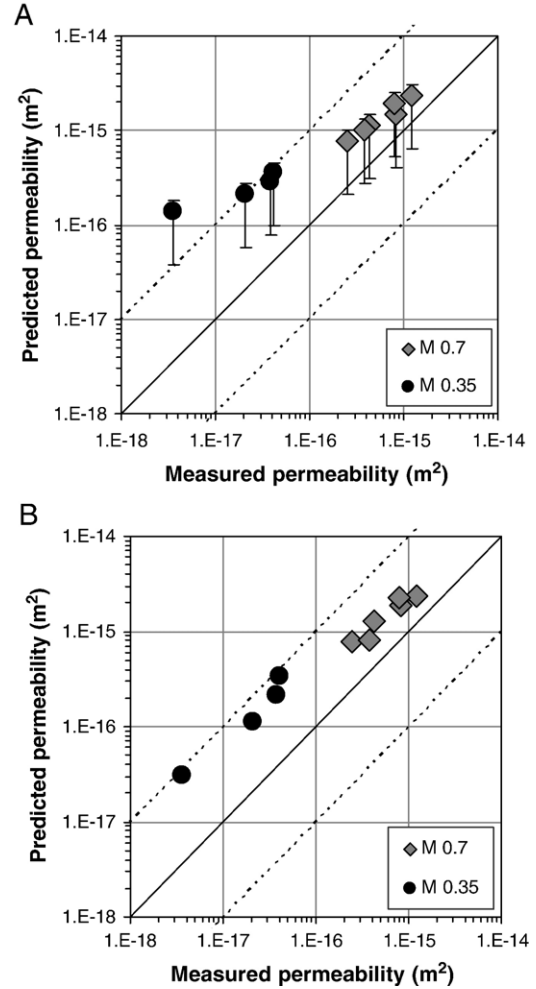 A
1.E-14
1.E-15
1.E-16
1.E-17
1.E-18
Predicted permeability (m²)
M 0.7
M 0.35
1.E-18 1.E-17 1.E-16 1.E-15 1.E-14
Measured permeability (m²)
B
1.E-14
1.E-15
1.E-16
1.E-17
1.E-18
Predicted permeability (m²)
M 0.7
M 0.35
1.E-18 1.E-17 1.E-16 1.E-15 1.E-14
Measured permeability (m²)